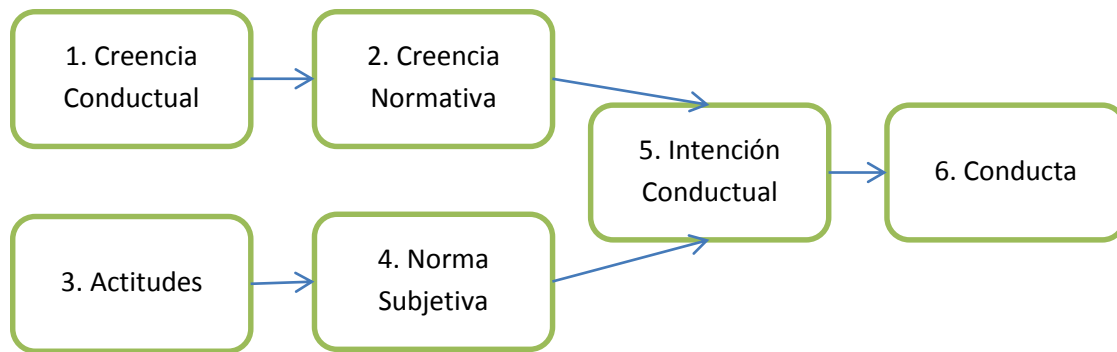 1. Creencia
Conductual
2. Creencia
Normativa
3. Actitudes
4. Norma
Subjetiva
5. Intención
Conductual
6. Conducta